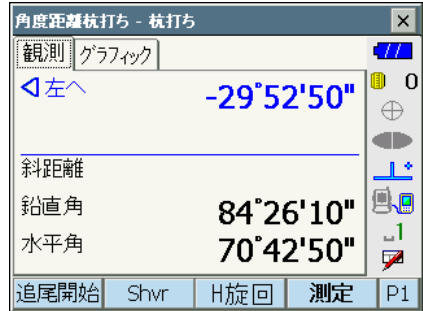 角度距離杭打ち - 杭打ち
観測 グラフィック
左へ -29°52'50"
0
斜距離
鉛直角 84°26'10"
水平角 70°42'50"
1
追尾開始 Shvr H旋回 測定 P1